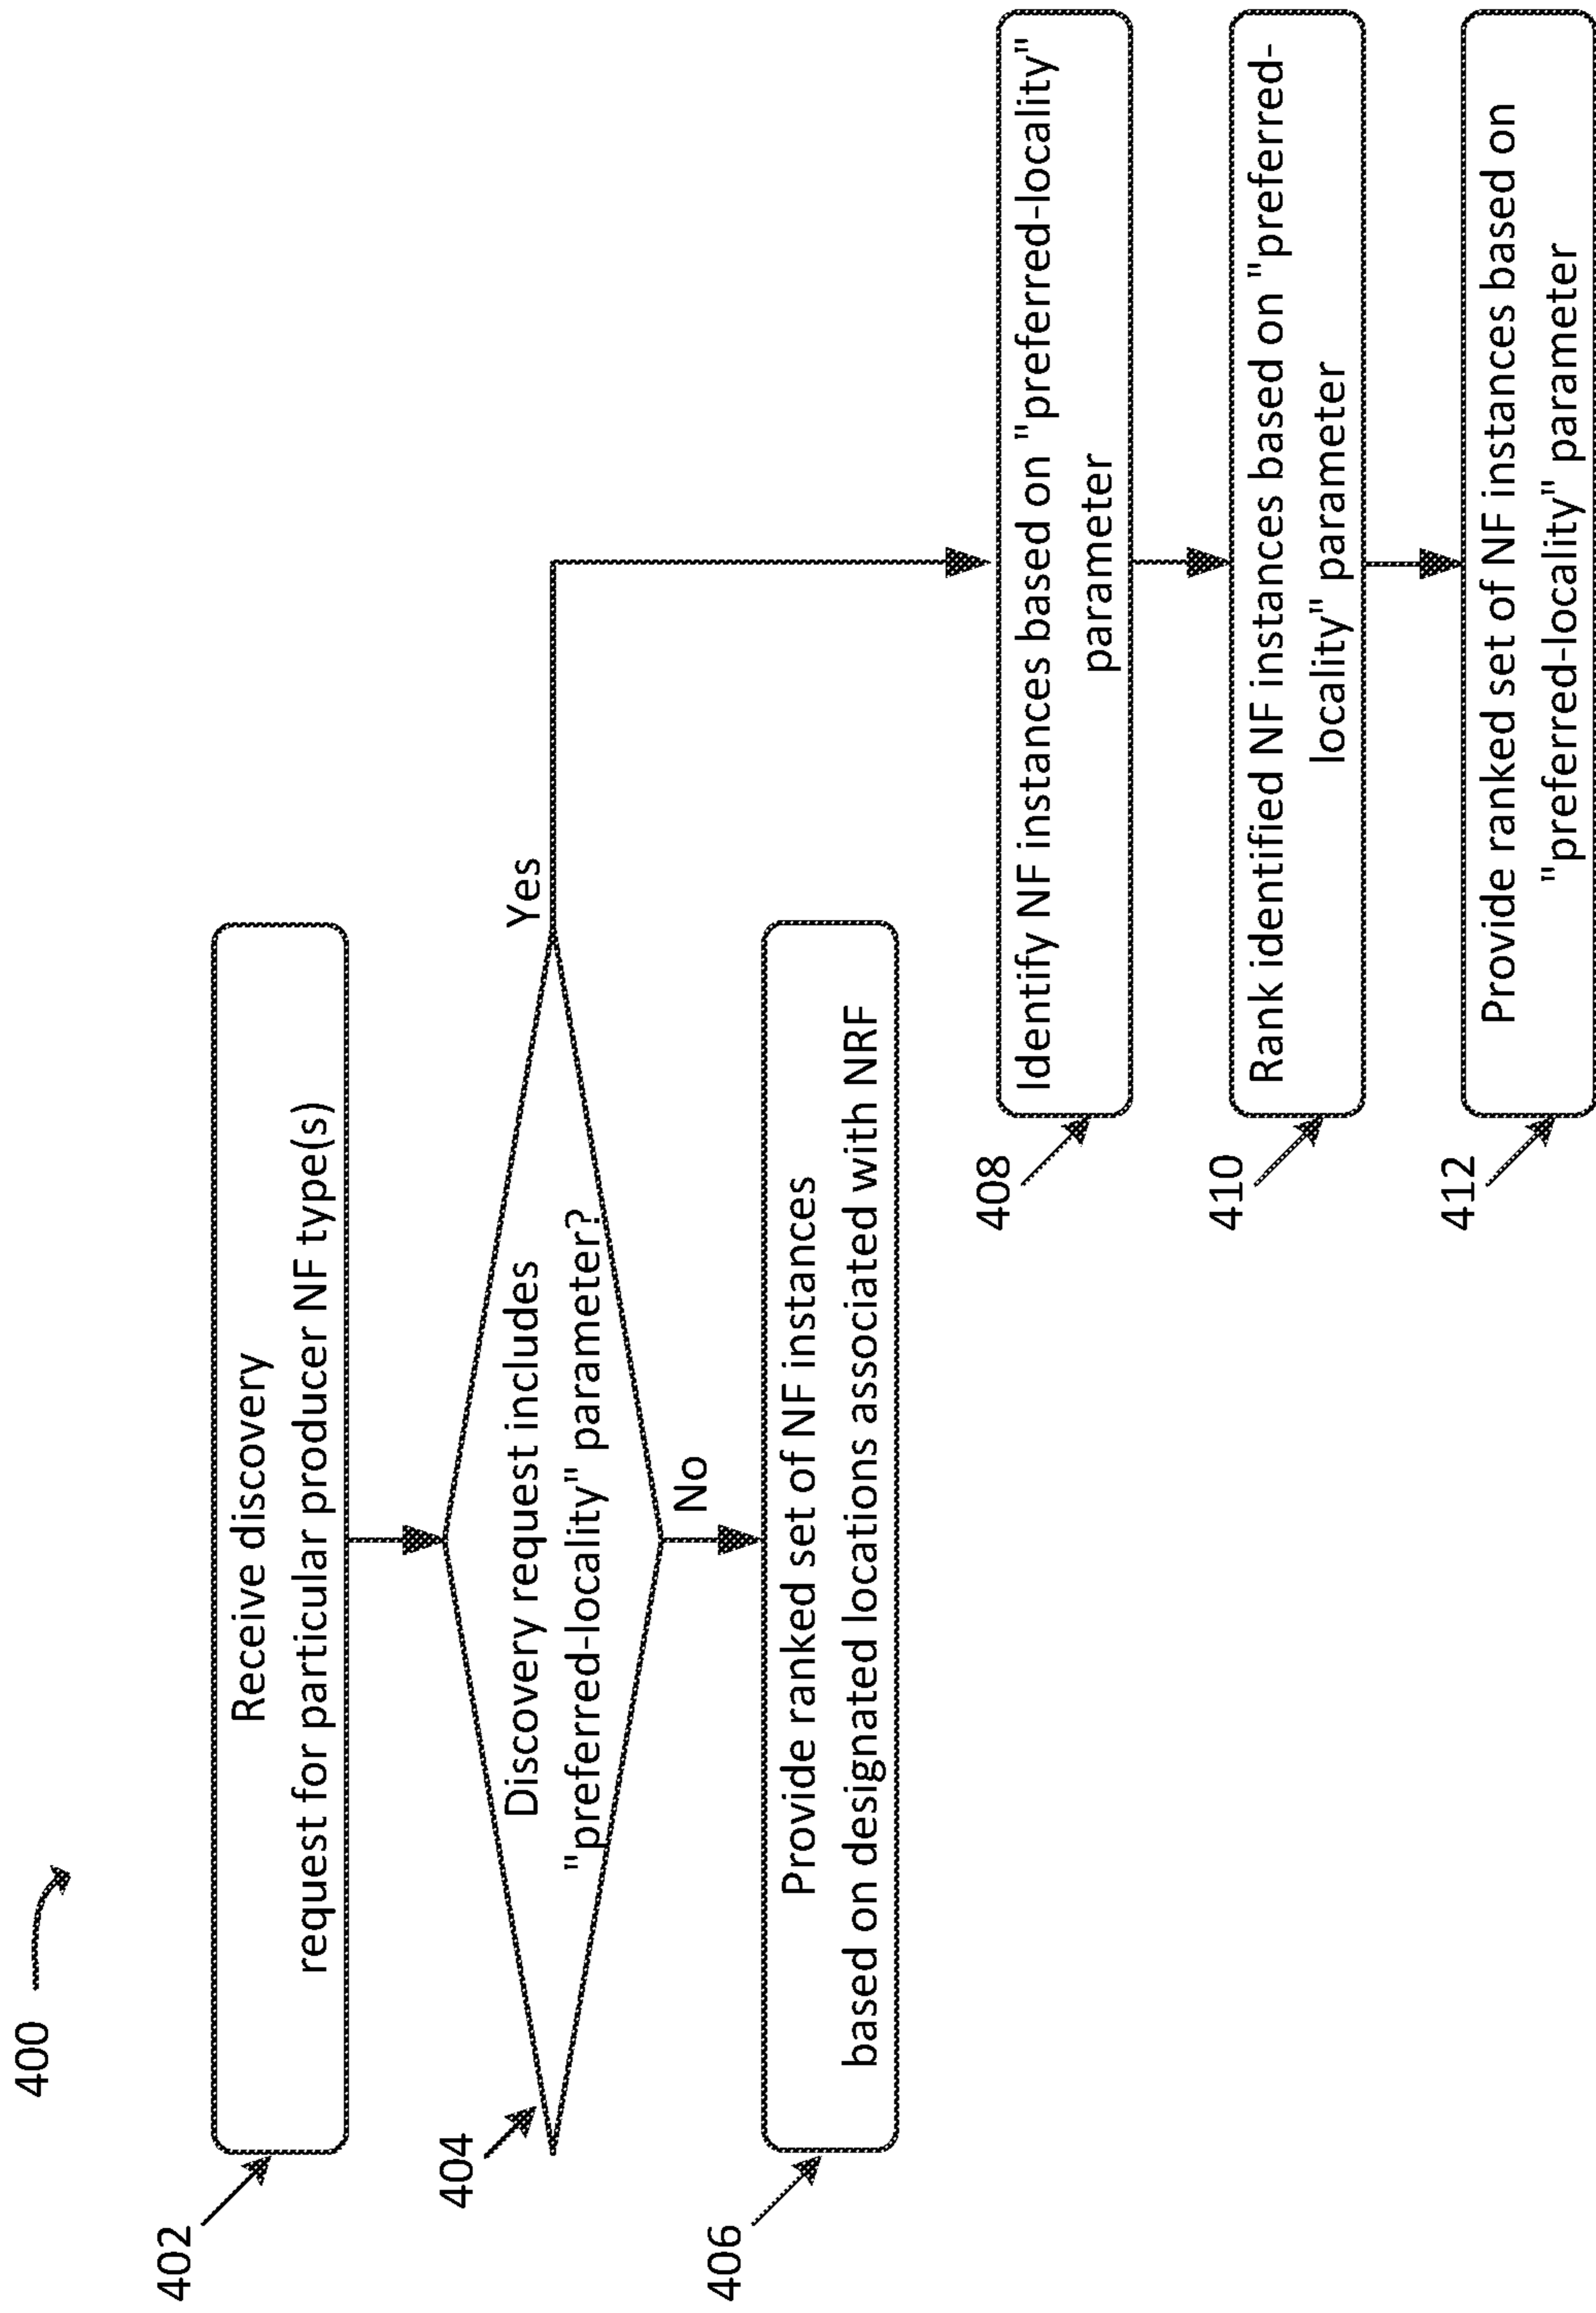 400
402
Receive discovery
request for particular producer NF type(s)
404
Discovery request includes
"preferred-locality" parameter?
Yes
No
406
Provide ranked set of NF instances
based on designated locations associated with NRF
408
Identify NF instances based on "preferred-locality"
parameter
410
Rank identified NF instances based on "preferred-
locality" parameter
412
Provide ranked set of NF instances based on
"preferred-locality" parameter